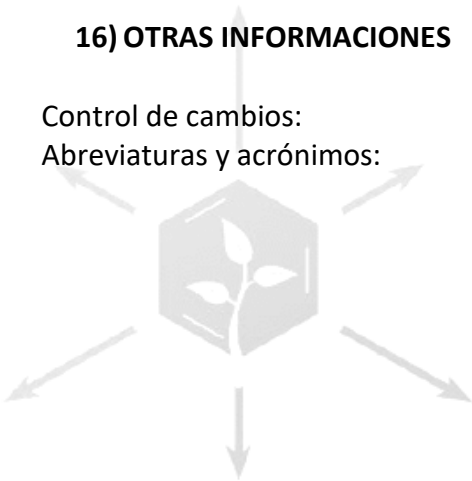 16) OTRAS INFORMACIONES
Control de cambios:
Abreviaturas y acrónimos: